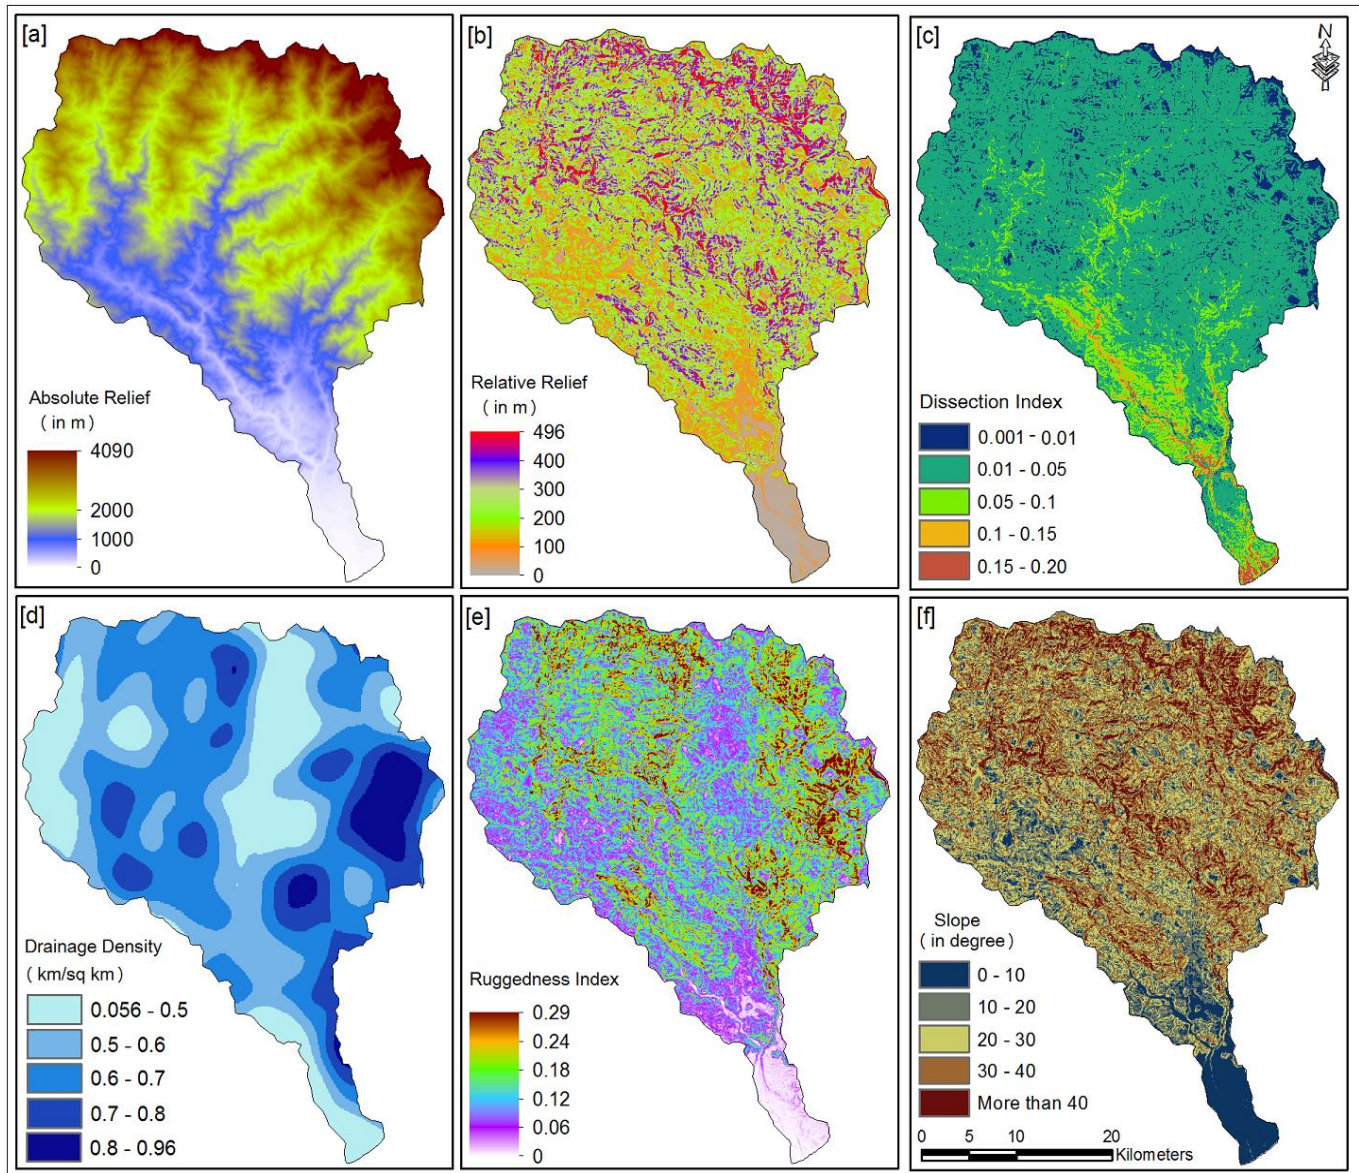 [a]
Absolute Relief
( in m )
4090
2000
1000
0
[b]
Relative Relief
( in m )
496
400
300
200
100
0
[c]
N
Dissection Index
0.001 - 0.01
0.01 - 0.05
0.05 - 0.1
0.1 - 0.15
0.15 - 0.20
[d]
Drainage Density
( km/sq km )
0.056 - 0.5
0.5 - 0.6
0.6 - 0.7
0.7 - 0.8
0.8 - 0.96
[e]
Ruggedness Index
0.29
0.24
0.18
0.12
0.06
0
[f]
Slope
( in degree )
0 - 10
10 - 20
20 - 30
30 - 40
More than 40
0 5 10 20
Kilometers